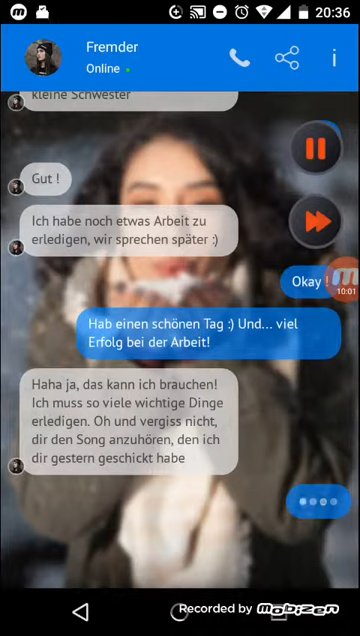 20:36
Fremder
Online
kleine Schwester
Gut !
Ich habe noch etwas Arbeit zu
erledigen, wir sprechen später :)
Okay !
10:01
Hab einen schönen Tag :) Und... viel
Erfolg bei der Arbeit!
Haha ja, das kann ich brauchen!
Ich muss so viele wichtige Dinge
erledigen. Oh und vergiss nicht,
dir den Song anzuhören, den ich
dir gestern geschickt habe
Recorded by mobizen